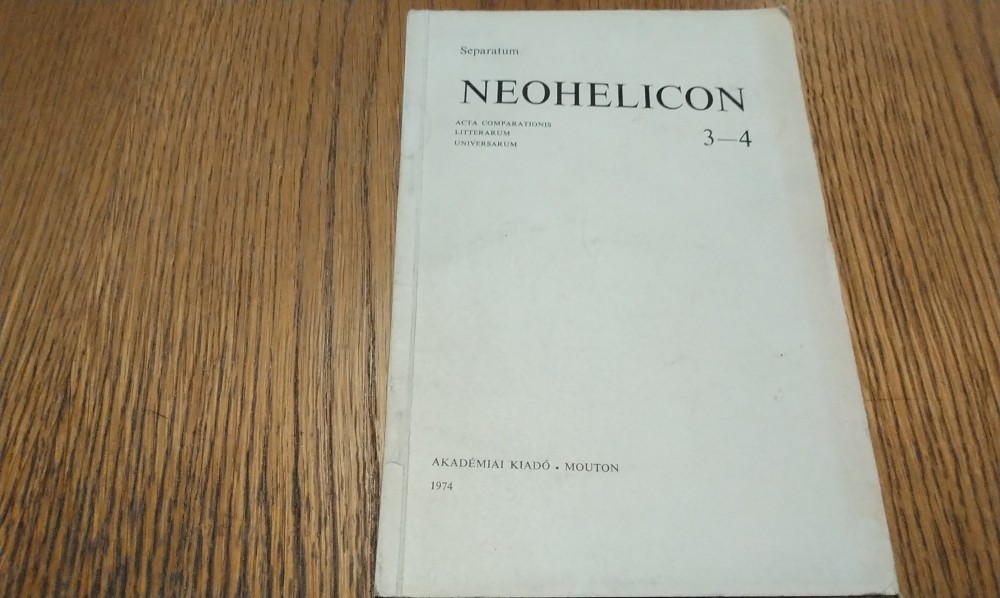 Separatum
NEOHELICON
ACTA COMPARATIONIS
LITTERARUM
UNIVERSARUM
3—4
AKADÉMIAI KIADÓ • MOUTON
1974